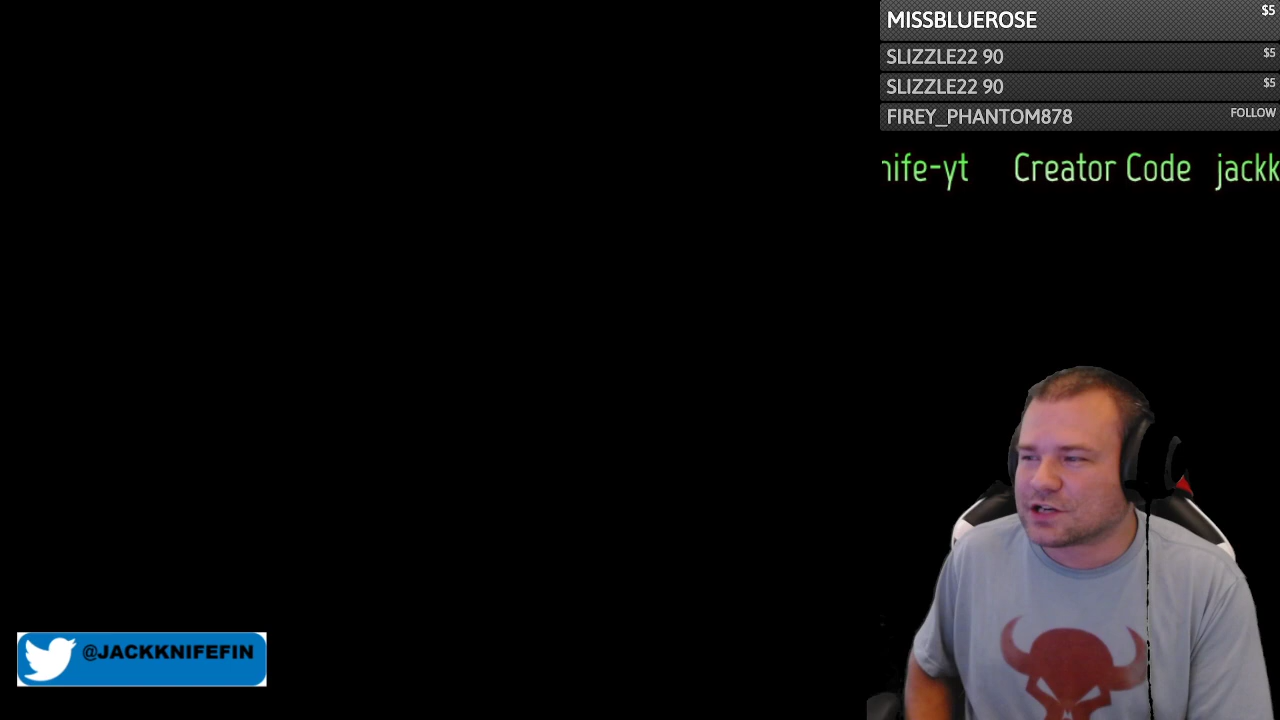 MISSBLUEROSE $5
SLIZZLE22 90 $5
SLIZZLE22 90 $5
FIREY_PHANTOM878 FOLLOW
nife-yt Creator Code jackk
@JACKKNIFEFIN